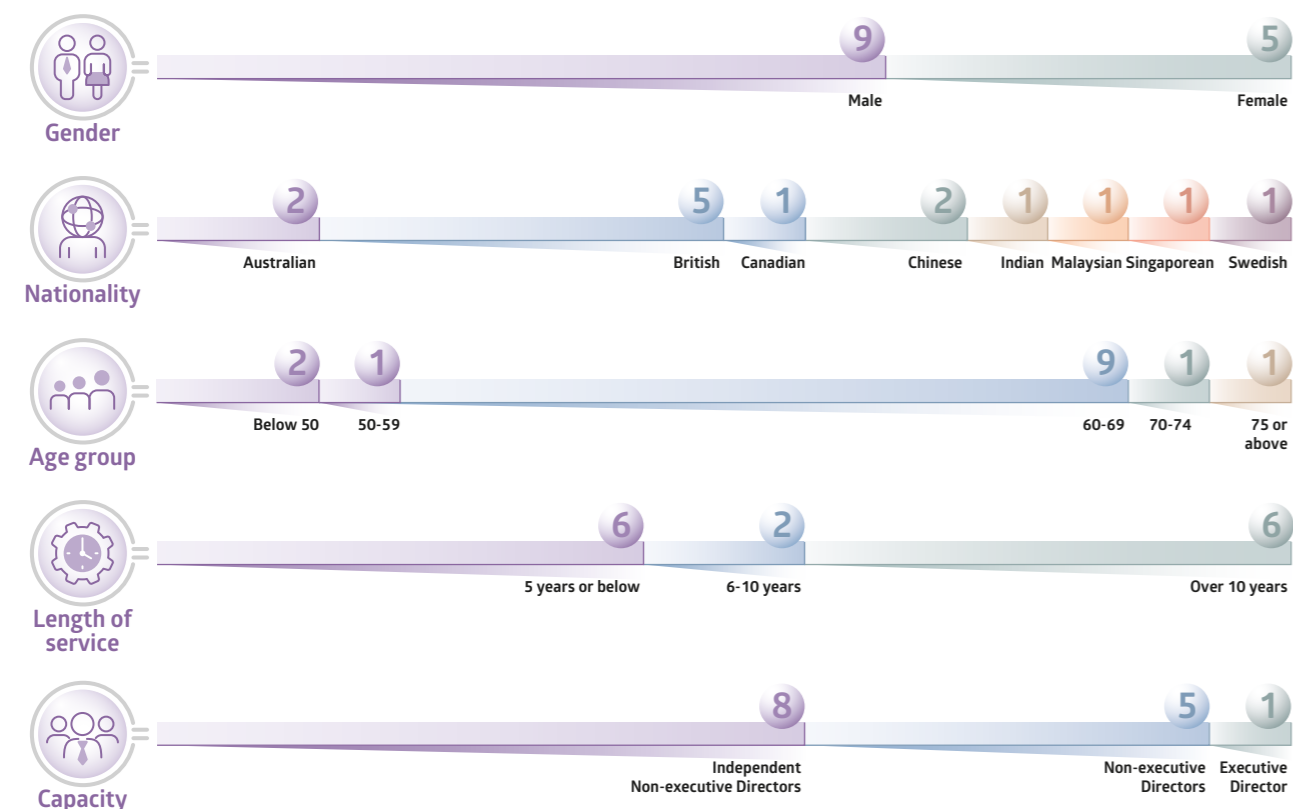 9 5
Male Female
Gender
2 5 1 2 1 1 1 1
Australian British Canadian Chinese Indian Malaysian Singaporean Swedish
Nationality
2 1 9 1 1
Below 50 50-59 60-69 70-74 75 or
above
Age group
6 2 6
5 years or below 6-10 years Over 10 years
Length of
service
8 5 1
Independent Non-executive Executive
Non-executive Directors Directors Director
Capacity